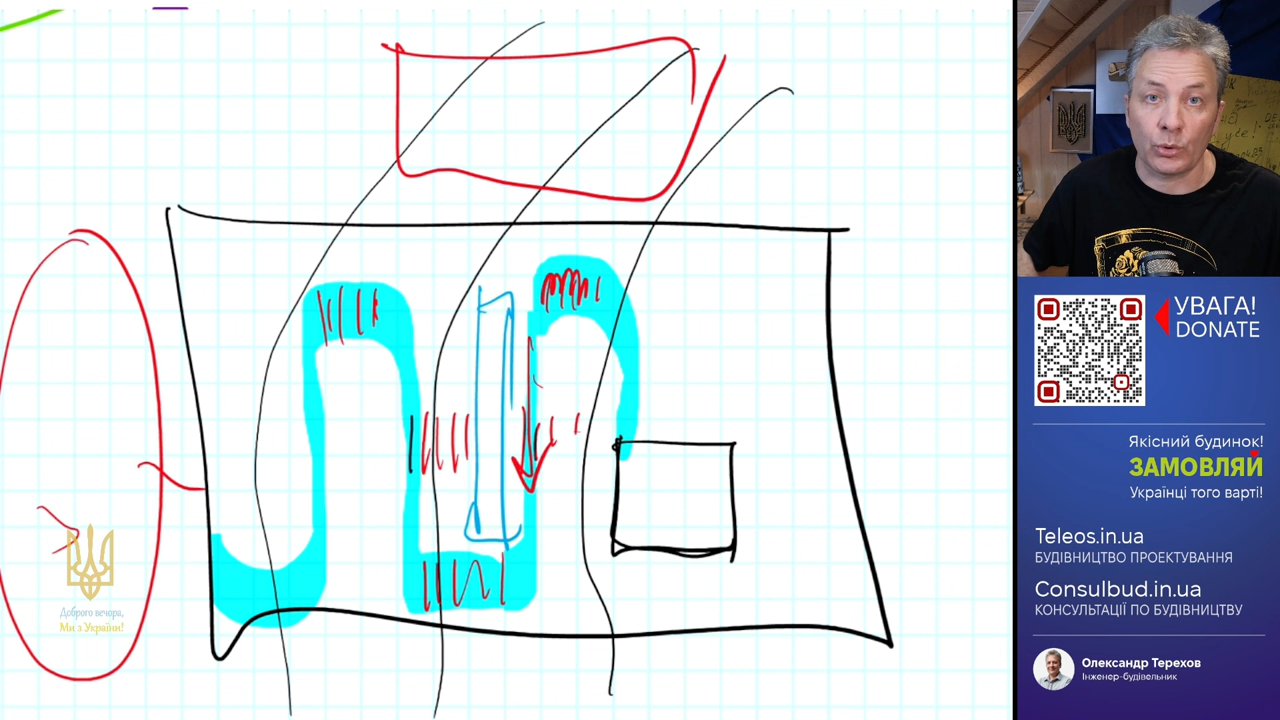 УВАГА!
DONATE
Якісний будинок!
ЗАМОВЛЯЙ
Українці того варті!
Teleos.in.ua
БУДІВНИЦТВО ПРОЕКТУВАННЯ
Consulbud.in.ua
КОНСУЛЬТАЦІЇ ПО БУДІВНИЦТВУ
Олександр Терехов
Інженер-будівельник
Доброго вечора,
Ми з України!